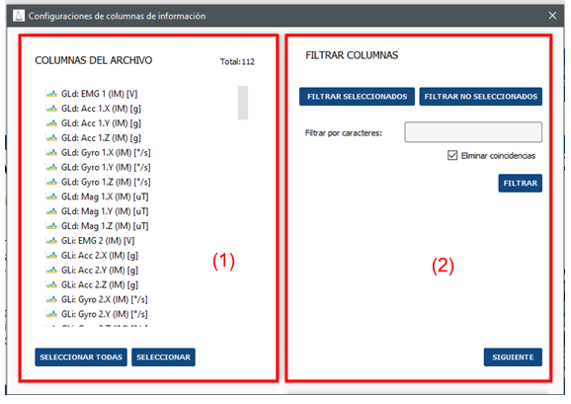 Configuraciones de columnas de información
COLUMNAS DEL ARCHIVO
Total:112
GLd: EMG 1 (IM) [V]
GLd: Acc 1.X (IM) [g]
GLd: Acc 1.Y (IM) [g]
GLd: Acc 1.Z (IM) [g]
GLd: Gyro 1.X (IM) [°/s]
GLd: Gyro 1.Y (IM) [°/s]
GLd: Gyro 1.Z (IM) [°/s]
GLd: Mag 1.X (IM) [uT]
GLd: Mag 1.Y (IM) [uT]
GLd: Mag 1.Z (IM) [uT]
GLi: EMG 2 (IM) [V]
GLi: Acc 2.X (IM) [g]
GLi: Acc 2.Y (IM) [g]
GLi: Acc 2.Z (IM) [g]
GLi: Gyro 2.X (IM) [°/s]
GLi: Gyro 2.Y (IM) [°/s]
(1)
SELECCIONAR TODAS
SELECCIONAR
FILTRAR COLUMNAS
FILTRAR SELECCIONADOS
FILTRAR NO SELECCIONADOS
Filtrar por caracteres:
Eliminar coincidencias
FILTRAR
(2)
SIGUIENTE